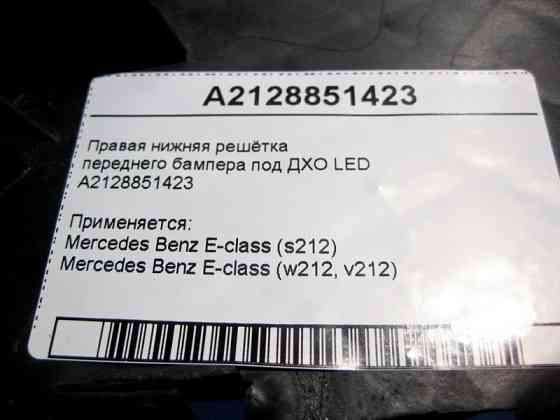 A2128851423
Правая нижняя решётка
переднего бампера под ДХО LED
A2128851423
Применяется:
Mercedes Benz E-class (s212)
Mercedes Benz E-class (w212, v212)